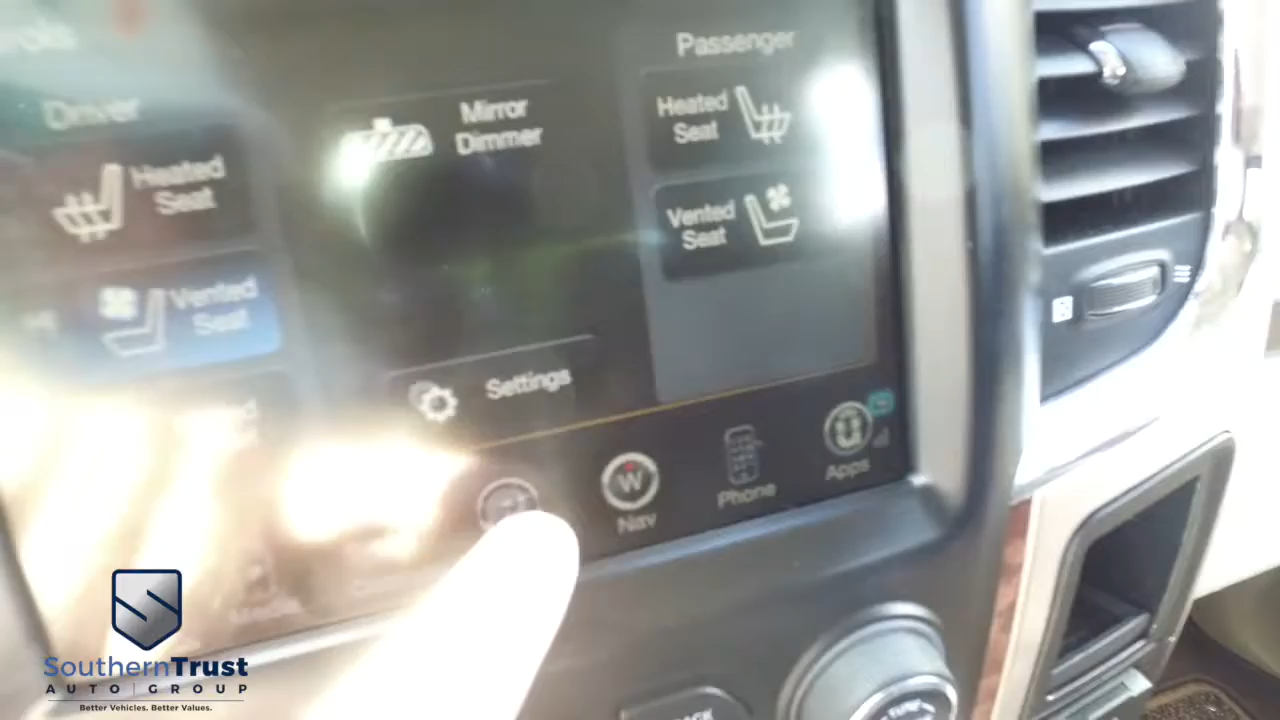 Passenger
Driver
Mirror
Dimmer
Heated
Seat
Heated
Seat
Vented
Seat
Vented
Seat
Settings
W
Nav
Phone
Apps
SouthernTrust
AUTO | GROUP
Better Vehicles. Better Values.